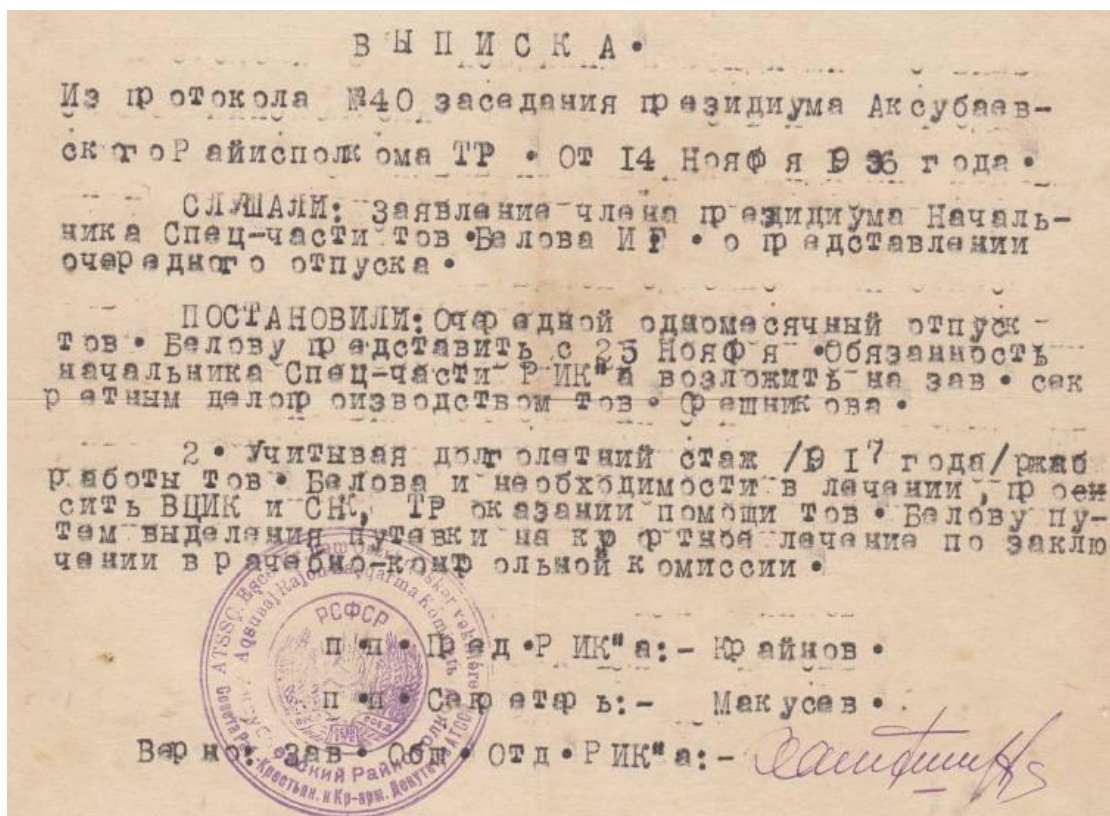 ВЫПИСКА.
Из протокола №40 заседания президиума Аксубаев-
ского Райисполкома ТР. От 14 Ноября 1936 года.
СЛУШАЛИ: Заявление члена президиума Началь-
ника Спец-части Тов.Белова И Г. о представлении
очередного отпуска.
ПОСТАНОВИЛИ: Очередной одномесячный отпуск
тов. Белову представить с 25 Ноября. Обязанность
начальника Спец-части РИК"а возложить на зав. сек
ретным делопроизводством тов.
2. Учитывая долголетний стаж /1917 года/
работы тов. Белова и необходимости в лечении, про
сить ВЦИК и СНК, ТР оказании помощи тов. Белову пу-
тем выделения путевки на курортное лечение по заклю
чении врачебно-контрольной комиссии.
п.п. Пред.РИК"а:- Крайнов.
п.п. Секретарь:- Макусев.
Верно: Зав. Общ. Отд. РИК"а:-
РСФСР